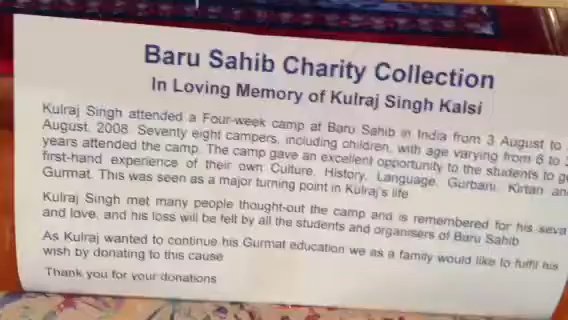 Baru Sahib Charity Collection
In Loving Memory of Kulraj Singh Kalsi
Kulraj Singh attended a Four-week camp at Baru Sahib in India from 3 August to
August, 2008. Seventy eight campers, including children, with age varying from 6 to
years attended the camp. The camp gave an excellent opportunity to the students to
first-hand experience of their own Culture, History, Language, Gurbani, Kirtan
Gurmat. This was seen as a major turning point in Kulraj's life
Kulraj Singh met many people thought-out the camp and is remembered for his seva
and love, and his loss will be felt by all the students and organisers of Baru Sahib
As Kulraj wanted to continue his Gurmat education we as a family would like to fulfil his
wish by donating to this cause
Thank you for your donations